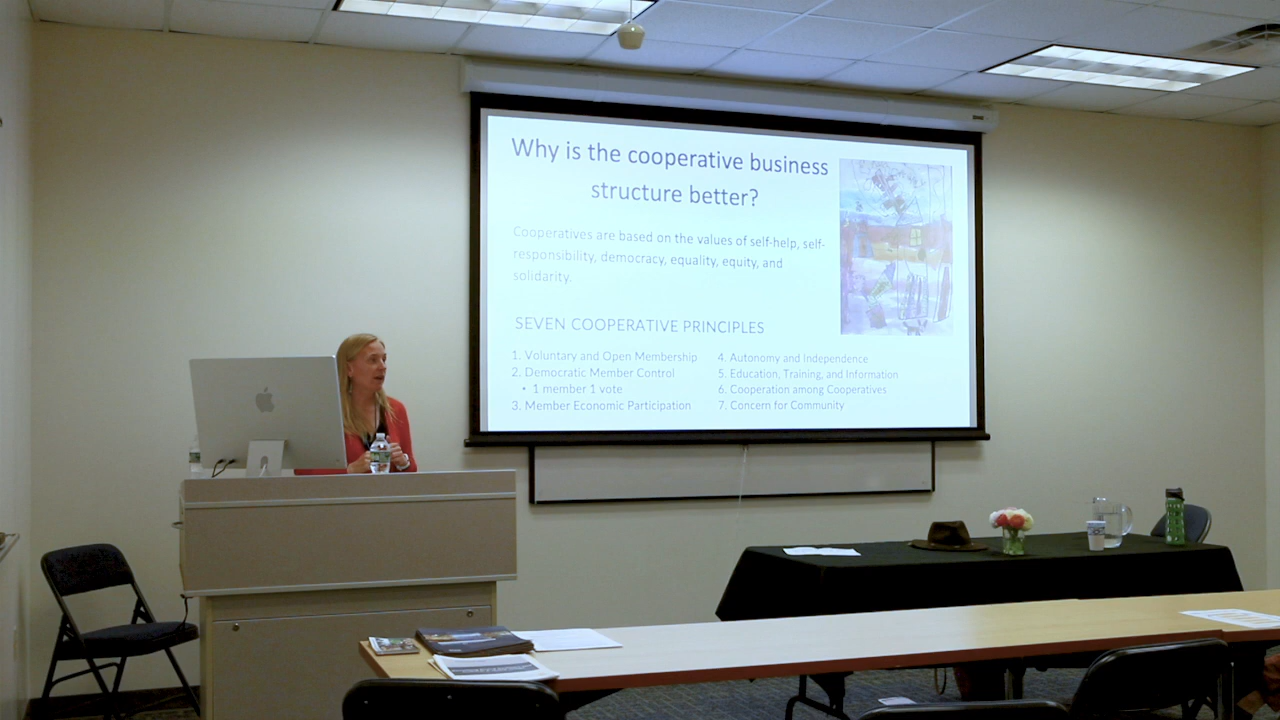 Why is the cooperative business
structure better?
Cooperatives are based on the values of self-help, self-
responsibility, democracy, equality, equity, and
solidarity.
SEVEN COOPERATIVE PRINCIPLES
1. Voluntary and Open Membership
2. Democratic Member Control
• 1 member 1 vote
3. Member Economic Participation
4. Autonomy and Independence
5. Education, Training, and Information
6. Cooperation among Cooperatives
7. Concern for Community